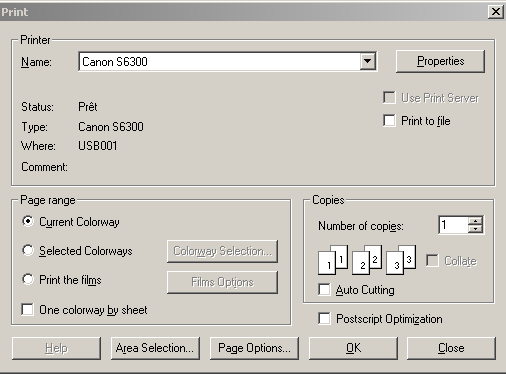 Print
Printer
Name: Canon S6300 Properties
Status: Prêt Use Print Server
Type: Canon S6300 Print to file
Where: USB001
Comment:
Page range Copies
Current Colorway Number of copies: 1
Selected Colorways Colorway Selection...
1 1 2 2 3 3 Collate
Print the films Films Options
Auto Cutting
One colorway by sheet Postscript Optimization
Help Area Selection... Page Options... OK Close